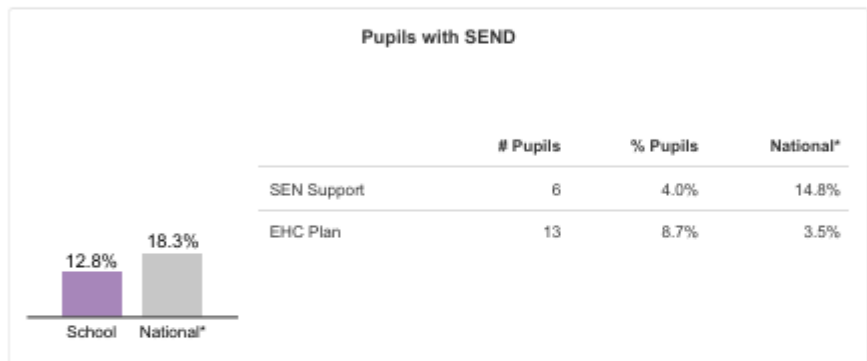 Pupils with SEND
# Pupils % Pupils National*
SEN Support 6 4.0% 14.8%
EHC Plan 13 8.7% 3.5%
12.8% 18.3%
School National*